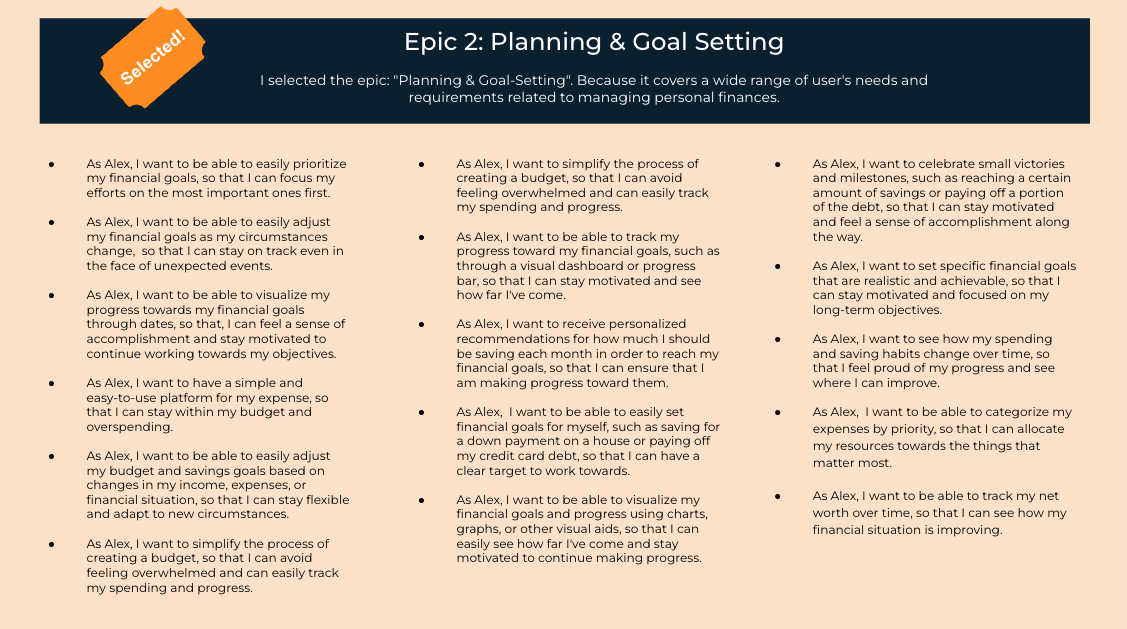 Selected!
Epic 2: Planning & Goal Setting
I selected the epic: "Planning & Goal-Setting". Because it covers a wide range of user's needs and
requirements related to managing personal finances.
● As Alex, I want to be able to easily prioritize
my financial goals, so that I can focus my
efforts on the most important ones first.
● As Alex, I want to be able to easily adjust
my financial goals as my circumstances
change,  so that I can stay on track even in
the face of unexpected events.
● As Alex, I want to be able to visualize my
progress towards my financial goals
through dates, so that, I can feel a sense of
accomplishment and stay motivated to
continue working towards my objectives.
● As Alex, I want to have a simple and
easy-to-use platform for my expense, so
that I can stay within my budget and
overspending.
● As Alex, I want to be able to easily adjust
my budget and savings goals based on
changes in my income, expenses, or
financial situation, so that I can stay flexible
and adapt to new circumstances.
● As Alex, I want to simplify the process of
creating a budget, so that I can avoid
feeling overwhelmed and can easily track
my spending and progress.
● As Alex, I want to simplify the process of
creating a budget, so that I can avoid
feeling overwhelmed and can easily track
my spending and progress.
● As Alex, I want to be able to track my
progress toward my financial goals, such as
through a visual dashboard or progress
bar, so that I can stay motivated and see
how far I've come.
● As Alex, I want to receive personalized
recommendations for how much I should
be saving each month in order to reach my
financial goals, so that I can ensure that I
am making progress toward them.
● As Alex,  I want to be able to easily set
financial goals for myself, such as saving for
a down payment on a house or paying off
my credit card debt, so that I can have a
clear target to work towards.
● As Alex, I want to be able to visualize my
financial goals and progress using charts,
graphs, or other visual aids, so that I can
easily see how far I've come and stay
motivated to continue making progress.
● As Alex, I want to celebrate small victories
and milestones, such as reaching a certain
amount of savings or paying off a portion
of the debt, so that I can stay motivated
and feel a sense of accomplishment along
the way.
● As Alex, I want to set specific financial goals
that are realistic and achievable, so that I
can stay motivated and focused on my
long-term objectives.
● As Alex, I want to see how my spending
and saving habits change over time, so
that I feel proud of my progress and see
where I can improve.
● As Alex,  I want to be able to categorize my
expenses by priority, so that I can allocate
my resources towards the things that
matter most.
● As Alex, I want to be able to track my net
worth over time, so that I can see how my
financial situation is improving.